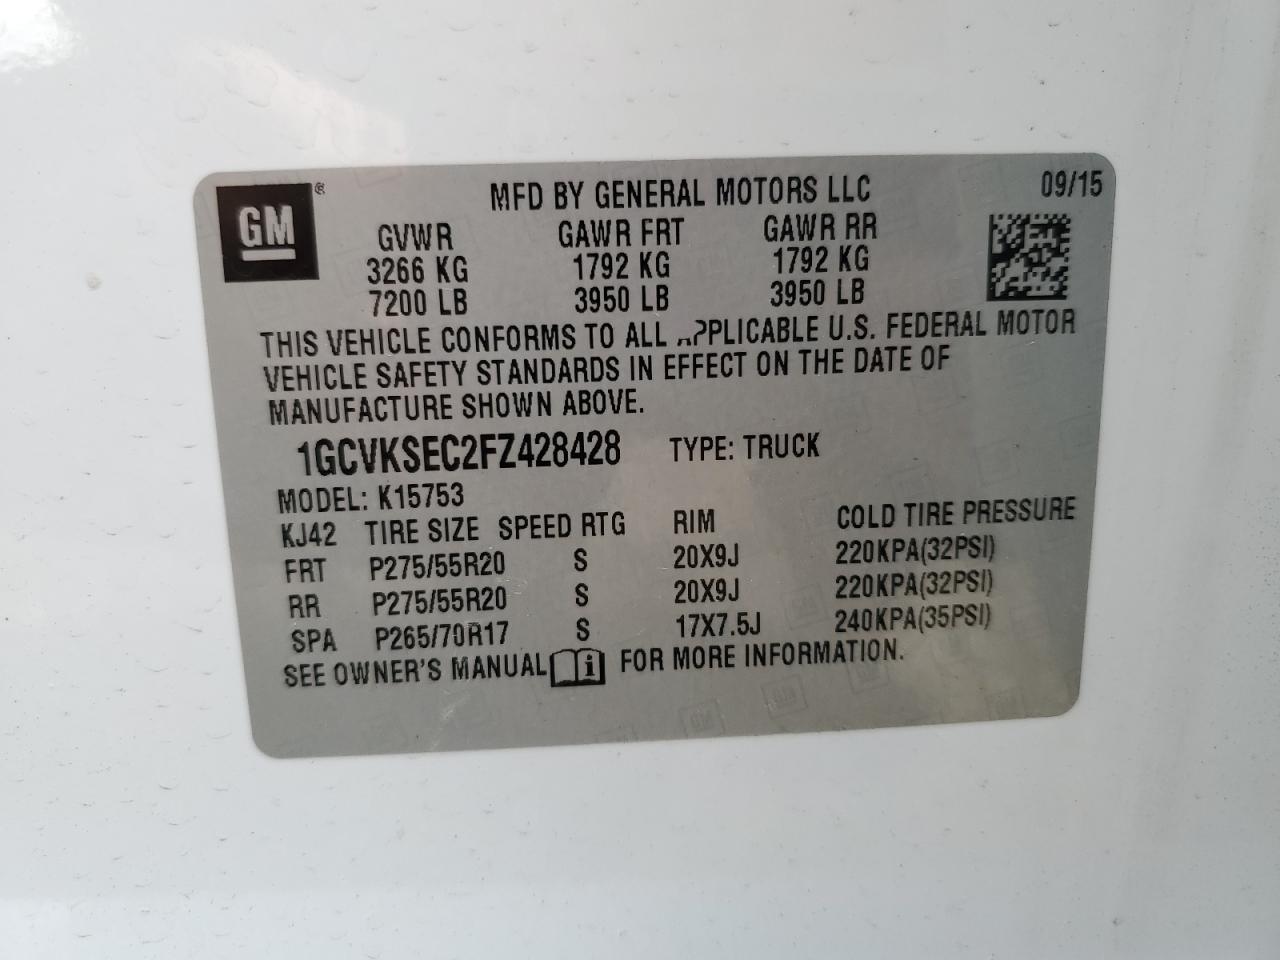 GM ® MFD BY GENERAL MOTORS LLC 09/15
GVWR GAWR FRT GAWR RR
3266 KG 1792 KG 1792 KG
7200 LB 3950 LB 3950 LB
THIS VEHICLE CONFORMS TO ALL APPLICABLE U.S. FEDERAL MOTOR
VEHICLE SAFETY STANDARDS IN EFFECT ON THE DATE OF
MANUFACTURE SHOWN ABOVE.
1GCVKSEC2FZ428428 TYPE: TRUCK
MODEL: K15753
KJ42 TIRE SIZE SPEED RTG RIM COLD TIRE PRESSURE
FRT P275/55R20 S 20X9J 220KPA(32PSI)
RR P275/55R20 S 20X9J 220KPA(32PSI)
SPA P265/70R17 S 17X7.5J 240KPA(35PSI)
SEE OWNER'S MANUAL i FOR MORE INFORMATION.